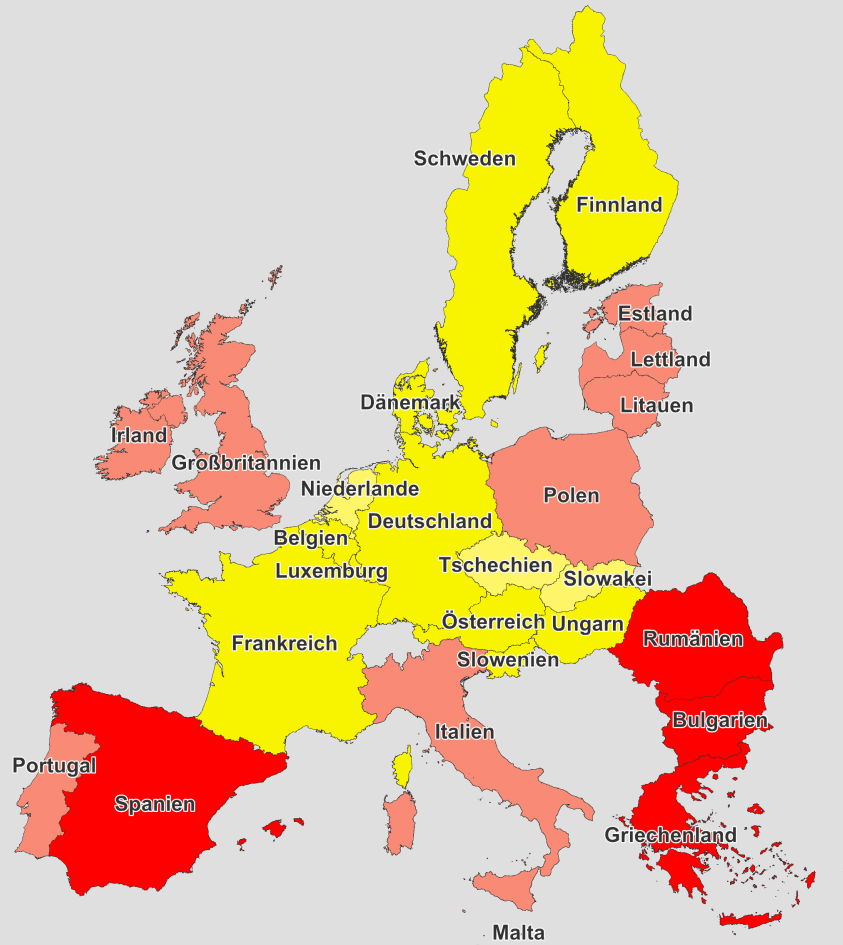 Schweden
Finnland
Estland
Lettland
Dänemark
Litauen
Irland
Großbritannien
Niederlande
Polen
Deutschland
Belgien
Tschechien
Luxemburg
Slowakei
Österreich
Ungarn
Rumänien
Frankreich
Slowenien
Bulgarien
Italien
Portugal
Spanien
Griechenland
Malta